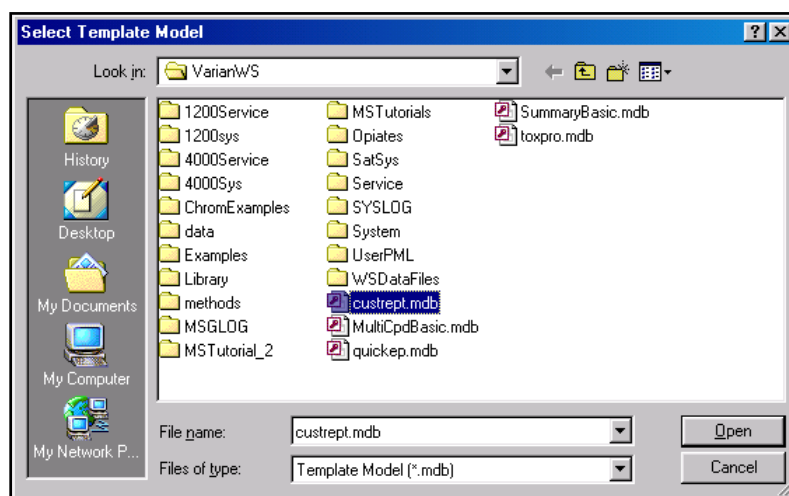 Select Template Model
Look in: VarianWS
History
Desktop
My Documents
My Computer
My Network P...
1200Service
1200sys
4000Service
4000Sys
ChromExamples
data
Examples
Library
methods
MSGLOG
MSTutorial_2
MSTutorials
Opiates
SatSys
Service
SYSLOG
System
UserPML
WSDataFiles
custrept.mdb
MultiCpdBasic.mdb
quickep.mdb
SummaryBasic.mdb
toxpro.mdb
File name: custrept.mdb Open
Files of type: Template Model (*.mdb) Cancel